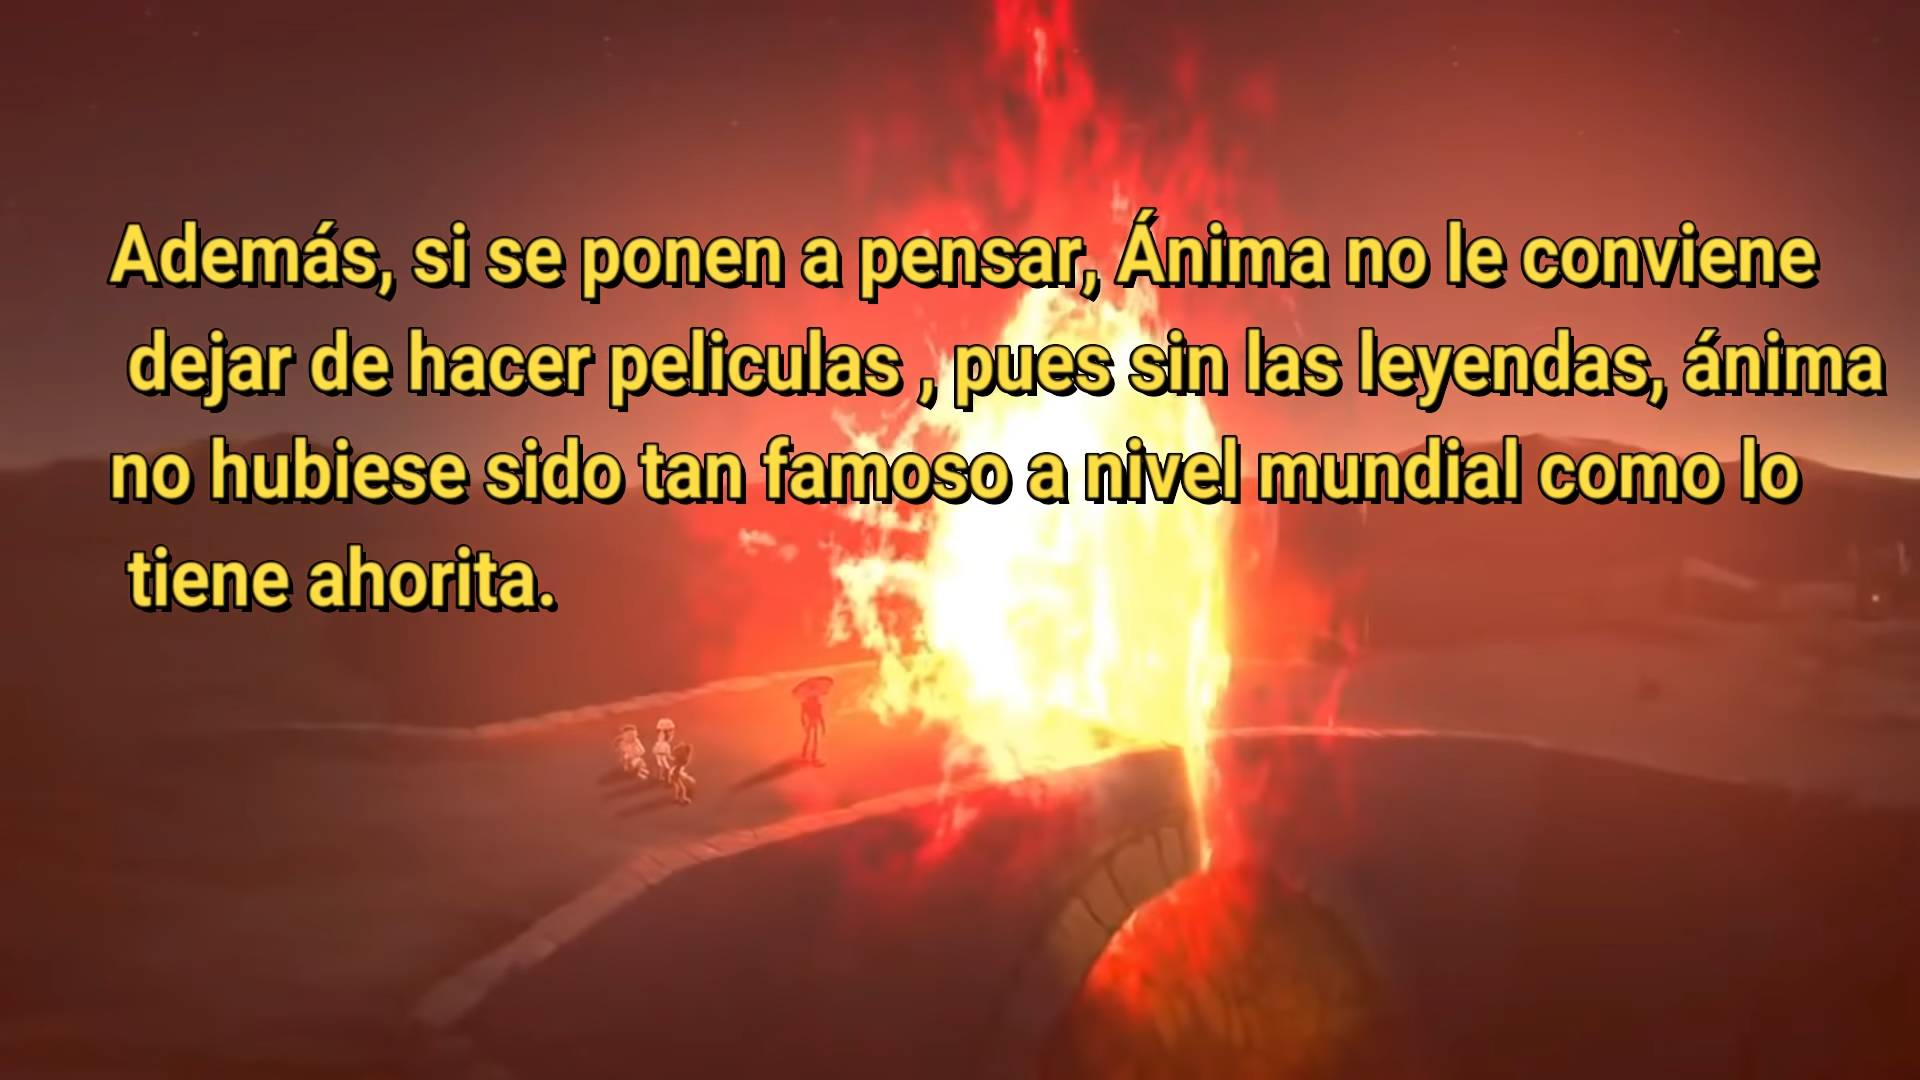 Además, si se ponen a pensar, Ánima no le conviene
dejar de hacer peliculas , pues sin las leyendas, ánima
no hubiese sido tan famoso a nivel mundial como lo
tiene ahorita.